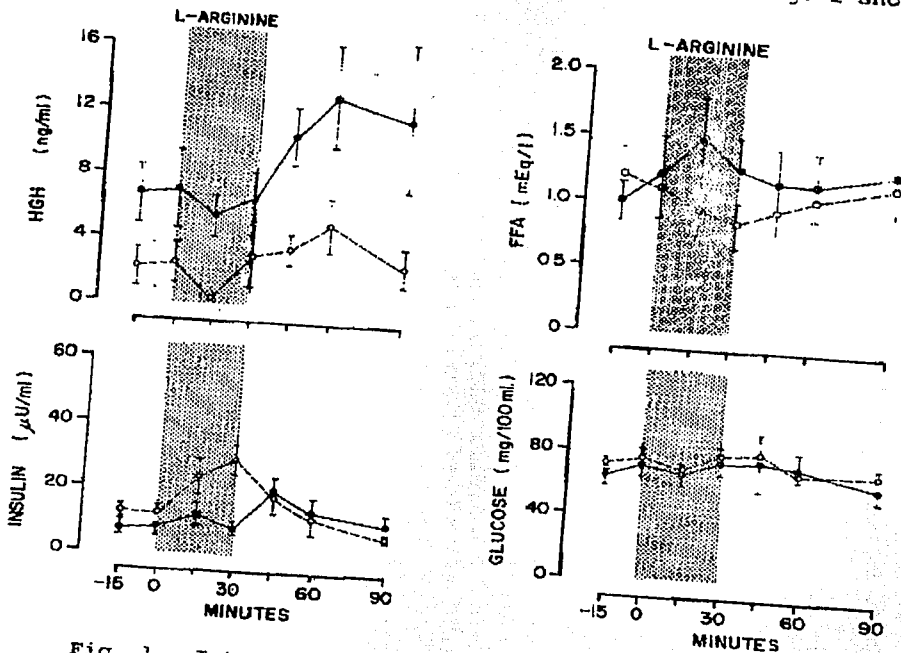 L-ARGININE
16
12
8
4
0
HGH (ng/ml)
60
40
20
0
INSULIN (μU/ml)
-15 0 30 60 90
MINUTES
L-ARGININE
2.0
1.5
1.0
0.5
0
FFA (mEq/l)
120
80
40
0
GLUCOSE (mg/100ml.)
-15 0 30 60 90
MINUTES
Fig. 1.